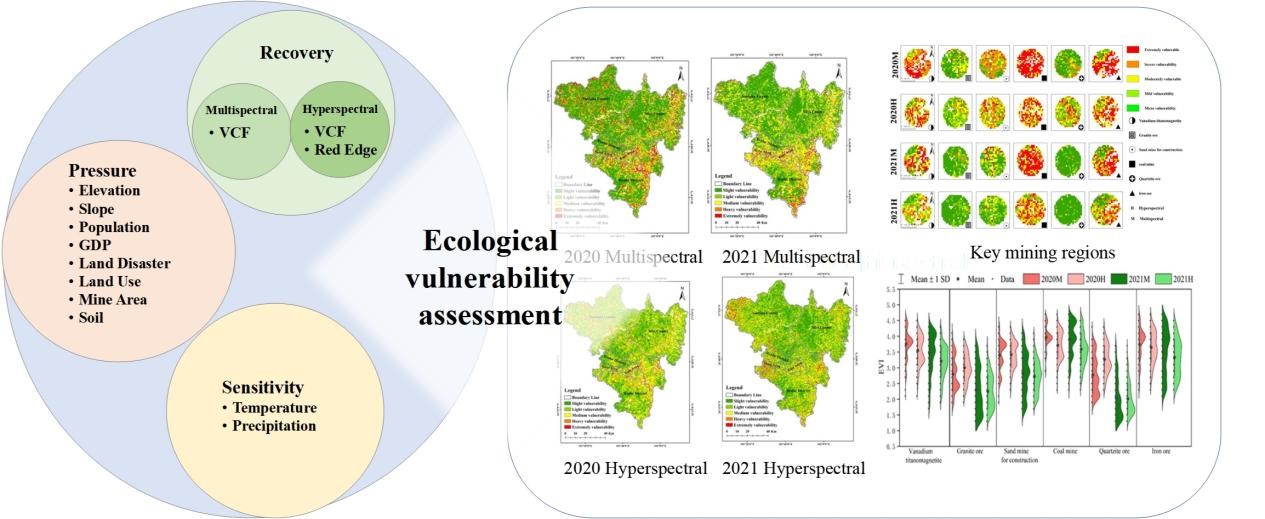 Recovery
Multispectral
• VCF
Hyperspectral
• VCF
• Red Edge
Pressure
• Elevation
• Slope
• Population
• GDP
• Land Disaster
• Land Use
• Mine Area
• Soil
Sensitivity
• Temperature
• Precipitation
Ecological
vulnerability
assessment
Legend
Boundary Line
Slight vulnerability
Light vulnerability
Medium vulnerability
Heavy vulnerability
Extremely vulnerability
2020 Multispectral
Legend
Boundary Line
Slight vulnerability
Light vulnerability
Medium vulnerability
Heavy vulnerability
Extremely vulnerability
2021 Multispectral
Legend
Boundary Line
Slight vulnerability
Light vulnerability
Medium vulnerability
Heavy vulnerability
Extremely vulnerability
2020 Hyperspectral
Legend
Boundary Line
Slight vulnerability
Light vulnerability
Medium vulnerability
Heavy vulnerability
Extremely vulnerability
2021 Hyperspectral
2020M
2020H
2021M
2021H
Extremely vulnerable
Moderately vulnerable
Mild vulnerability
Micro vulnerability
Vanadium-titanomagnetite
Granite ore
Sand mine for construction
coal mine
Quartzite ore
iron ore
H Hyperspectral
M Multispectral
Key mining regions
Mean ± 1 SD • Mean · Data 2020M 2020H 2021M 2021H
EVI
5.5
5.0
4.5
4.0
3.5
3.0
2.5
2.0
1.5
1.0
0.5
Vanadium
titanomagnetite
Granite ore
Sand mine
for construction
Coal mine
Quartzite ore
Iron ore